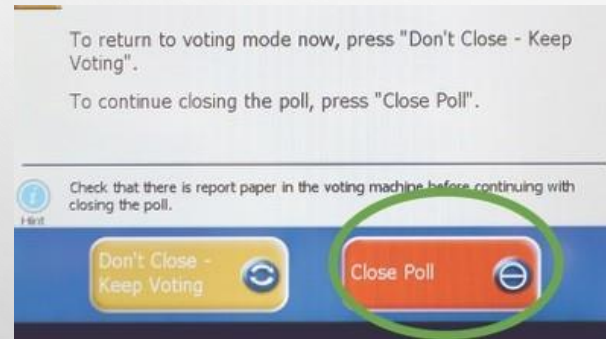 To return to voting mode now, press "Don't Close - Keep
Voting".
To continue closing the poll, press "Close Poll".
Check that there is report paper in the voting machine before continuing with
closing the poll.
Hint
Don't Close -
Keep Voting
Close Poll